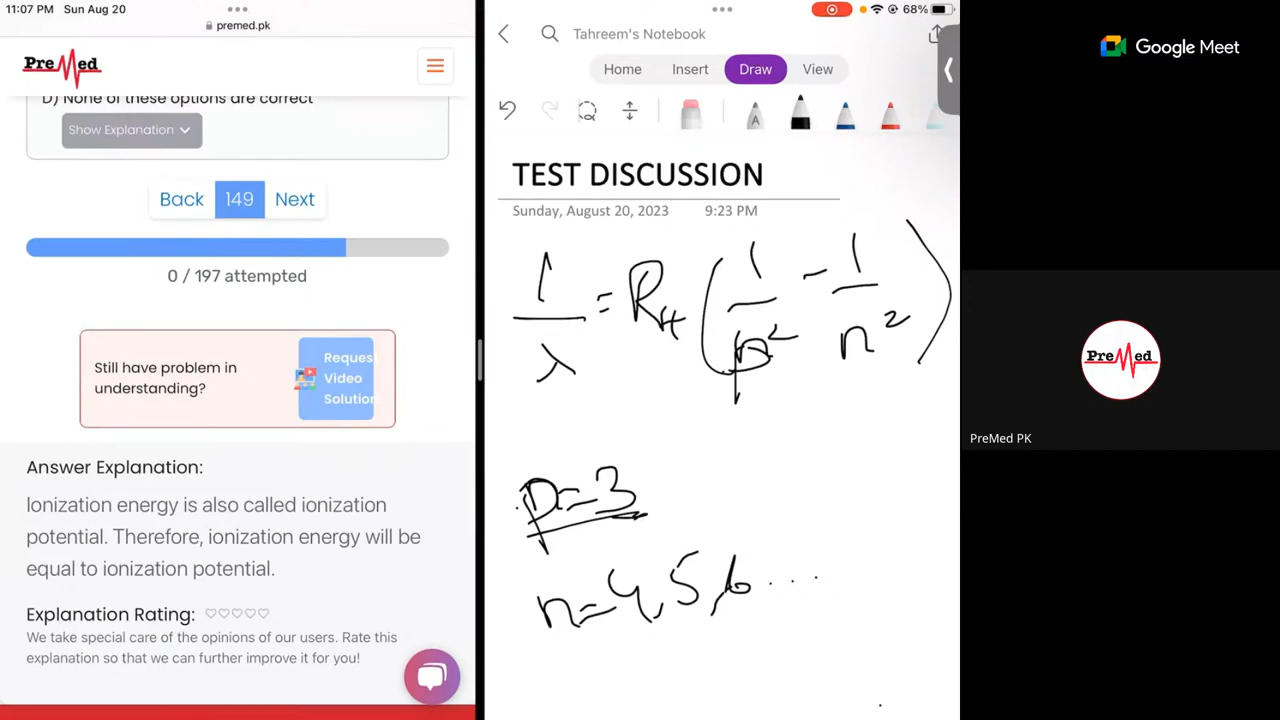 11:07 PM Sun Aug 20
premed.pk
PreMed
D) None of these options are correct
Show Explanation
Back 149 Next
0 / 197 attempted
Still have problem in
understanding?
Reques
Video
Solution
Answer Explanation:
Ionization energy is also called ionization
potential. Therefore, ionization energy will be
equal to ionization potential.
Explanation Rating:
We take special care of the opinions of our users. Rate this
explanation so that we can further improve it for you!
68%
Tahreem's Notebook
Home Insert Draw View
A
TEST DISCUSSION
Sunday, August 20, 2023 9:23 PM
1/λ = R_H (1/p² - 1/n²)
p=3
n=4,5,6...
Google Meet
PreMed
PreMed PK